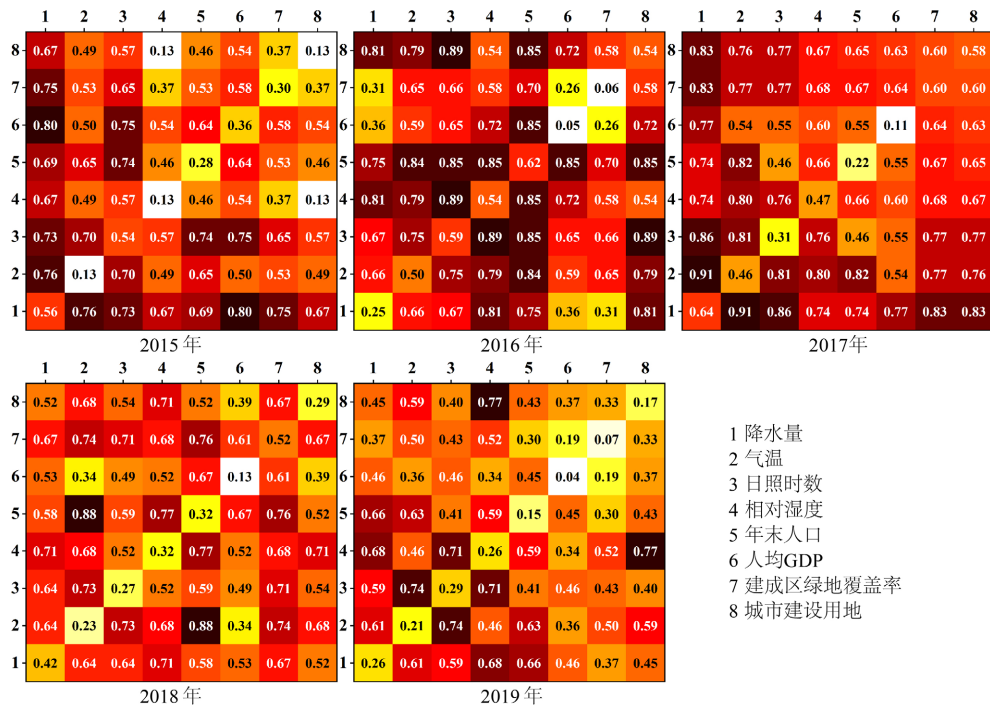 1 2 3 4 5 6 7 8
8 0.67 0.49 0.57 0.13 0.46 0.54 0.37 0.13
7 0.75 0.53 0.65 0.37 0.53 0.58 0.30 0.37
6 0.80 0.50 0.75 0.54 0.64 0.36 0.58 0.54
5 0.69 0.65 0.74 0.46 0.28 0.64 0.53 0.46
4 0.67 0.49 0.57 0.13 0.46 0.54 0.37 0.13
3 0.73 0.70 0.54 0.57 0.74 0.75 0.65 0.57
2 0.76 0.13 0.70 0.49 0.65 0.50 0.53 0.49
1 0.56 0.76 0.73 0.67 0.69 0.80 0.75 0.67
2015 年
1 2 3 4 5 6 7 8
8 0.81 0.79 0.89 0.54 0.85 0.72 0.58 0.54
7 0.31 0.65 0.66 0.58 0.70 0.26 0.06 0.58
6 0.36 0.59 0.65 0.72 0.85 0.05 0.26 0.72
5 0.75 0.84 0.85 0.85 0.62 0.85 0.70 0.85
4 0.81 0.79 0.89 0.54 0.85 0.72 0.58 0.54
3 0.67 0.75 0.59 0.89 0.85 0.65 0.66 0.89
2 0.66 0.50 0.75 0.79 0.84 0.59 0.65 0.79
1 0.25 0.66 0.67 0.81 0.75 0.36 0.31 0.81
2016 年
1 2 3 4 5 6 7 8
8 0.83 0.76 0.77 0.67 0.65 0.63 0.60 0.58
7 0.83 0.77 0.77 0.68 0.67 0.64 0.60 0.60
6 0.77 0.54 0.55 0.60 0.55 0.11 0.64 0.63
5 0.74 0.82 0.46 0.66 0.22 0.55 0.67 0.65
4 0.74 0.80 0.76 0.47 0.66 0.60 0.68 0.67
3 0.86 0.81 0.31 0.76 0.46 0.55 0.77 0.77
2 0.91 0.46 0.81 0.80 0.82 0.54 0.77 0.76
1 0.64 0.91 0.86 0.74 0.74 0.77 0.83 0.83
2017年
1 2 3 4 5 6 7 8
8 0.52 0.68 0.54 0.71 0.52 0.39 0.67 0.29
7 0.67 0.74 0.71 0.68 0.76 0.61 0.52 0.67
6 0.53 0.34 0.49 0.52 0.67 0.13 0.61 0.39
5 0.58 0.88 0.59 0.77 0.32 0.67 0.76 0.52
4 0.71 0.68 0.52 0.32 0.77 0.52 0.68 0.71
3 0.64 0.73 0.27 0.52 0.59 0.49 0.71 0.54
2 0.64 0.23 0.73 0.68 0.88 0.34 0.74 0.68
1 0.42 0.64 0.64 0.71 0.58 0.53 0.67 0.52
2018 年
1 2 3 4 5 6 7 8
8 0.45 0.59 0.40 0.77 0.43 0.37 0.33 0.17
7 0.37 0.50 0.43 0.52 0.30 0.19 0.07 0.33
6 0.46 0.36 0.46 0.34 0.45 0.04 0.19 0.37
5 0.66 0.63 0.41 0.59 0.15 0.45 0.30 0.43
4 0.68 0.46 0.71 0.26 0.59 0.34 0.52 0.77
3 0.59 0.74 0.29 0.71 0.41 0.46 0.43 0.40
2 0.61 0.21 0.74 0.46 0.63 0.36 0.50 0.59
1 0.26 0.61 0.59 0.68 0.66 0.46 0.37 0.45
2019 年
1 降水量
2 气温
3 日照时数
4 相对湿度
5 年末人口
6 人均GDP
7 建成区绿地覆盖率
8 城市建设用地